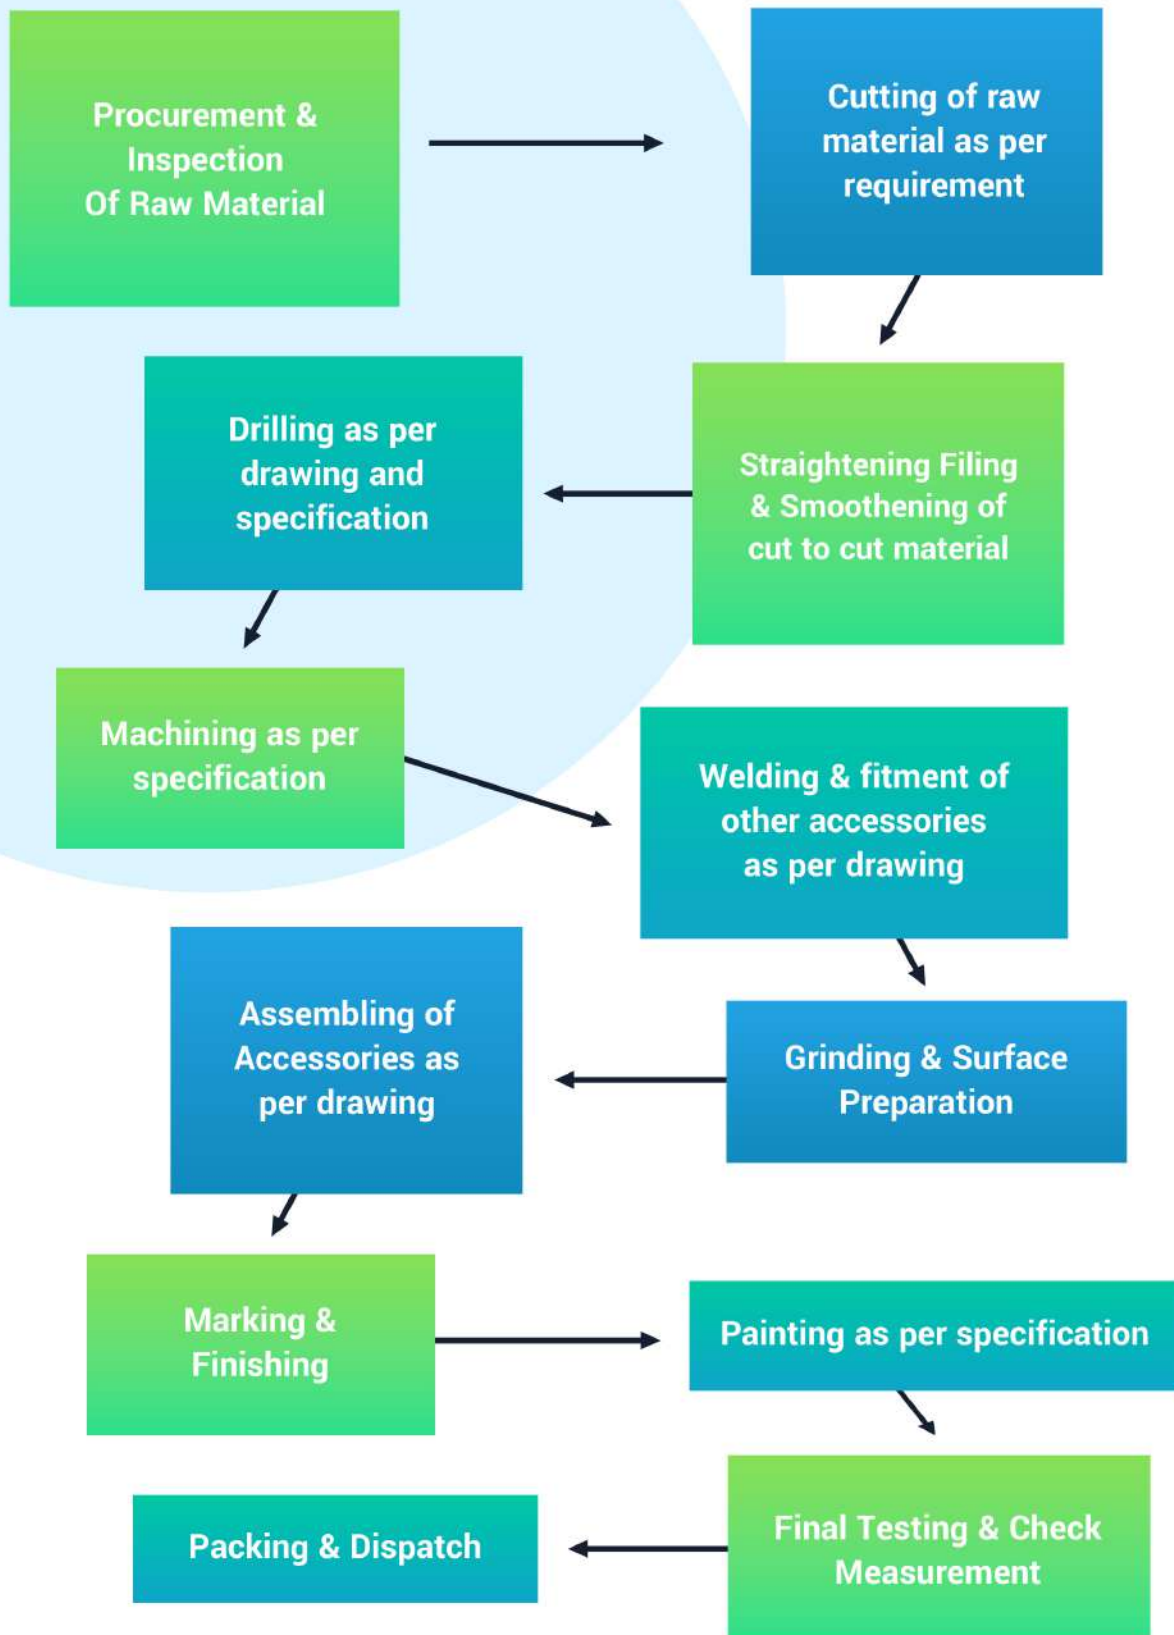 Procurement &
Inspection
Of Raw Material
Cutting of raw
material as per
requirement
Straightening Filing
& Smoothening of
cut to cut material
Drilling as per
drawing and
specification
Machining as per
specification
Welding & fitment of
other accessories
as per drawing
Grinding & Surface
Preparation
Assembling of
Accessories as
per drawing
Marking &
Finishing
Painting as per specification
Final Testing & Check
Measurement
Packing & Dispatch